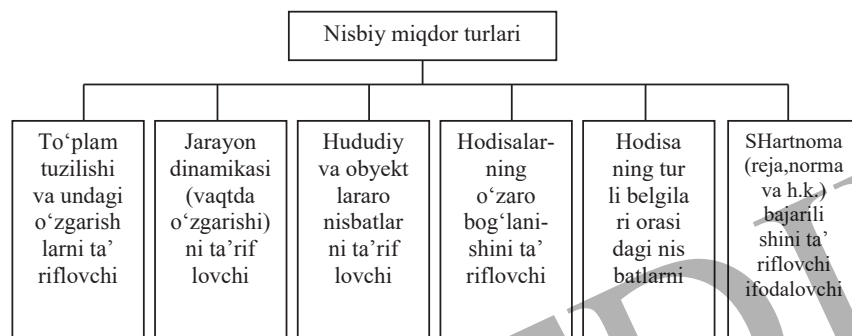 Nisbiy miqdor turlari
To‘plam
tuzilishi
va undagi
o‘zgarish
larni ta’
riflovchi
Jarayon
dinamikasi
(vaqtda
o‘zgarishi)
ni ta’rif
lovchi
Hududiy
va obyekt
lararo
nisbatlar
ni ta’rif
lovchi
Hodisalar-
ning
o‘zaro
bog‘lani-
shini ta’
riflovchi
Hodisa
ning tur
li belgila
ri orasi
dagi nis
batlarni
SHartnoma
(reja,norma
va h.k.)
bajarili
shini ta’
riflovchi
ifodalovchi